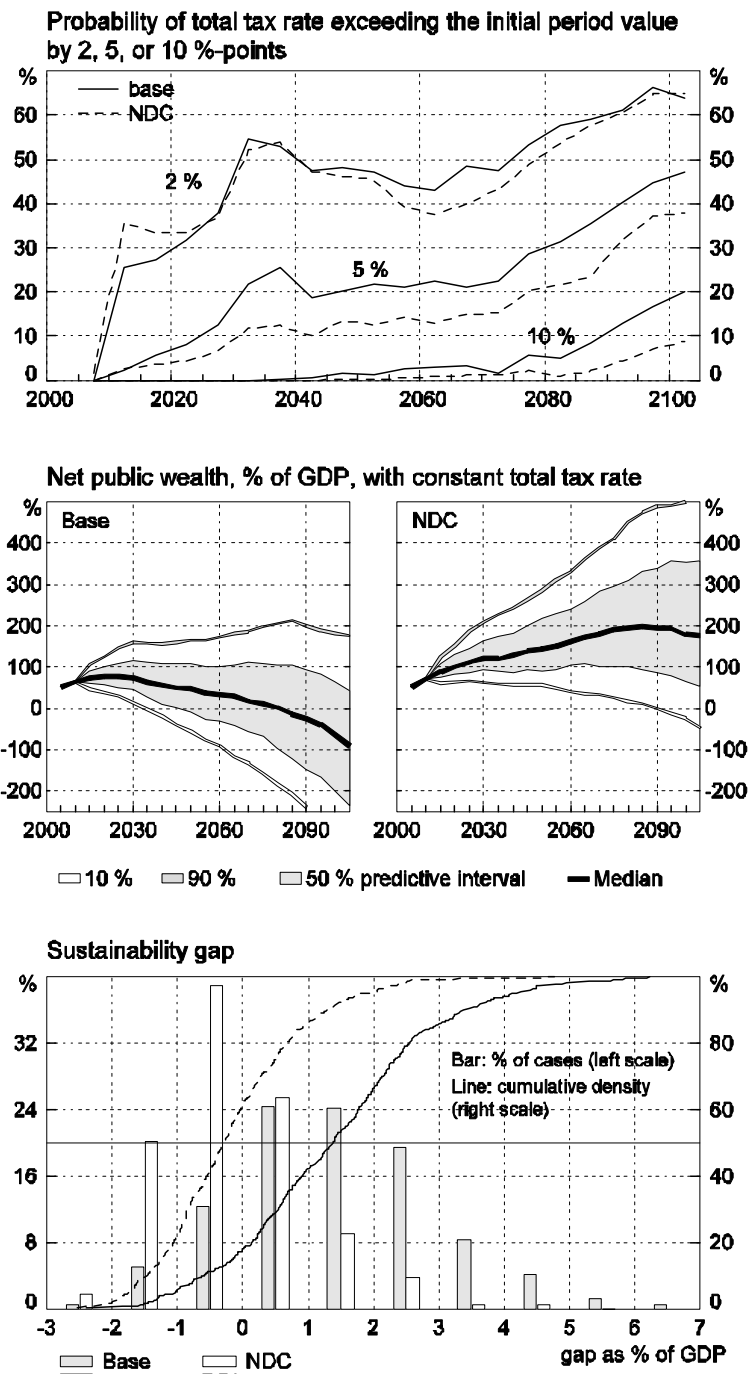 Probability of total tax rate exceeding the initial period value
by 2, 5, or 10 %-points
% %
base
NDC
60 60
50 50
2 %
40 40
30 30
5 %
20 20
10 %
10 10
0 0
2000 2020 2040 2060 2080 2100
Net public wealth, % of GDP, with constant total tax rate
% %
Base NDC
400 400
300 300
200 200
100 100
0 0
-100 -100
-200 -200
2000 2030 2060 2090 2000 2030 2060 2090
10 % 90 % 50 % predictive interval Median
Sustainability gap
% %
32 80
Bar: % of cases (left scale)
Line: cumulative density
(right scale)
24 60
16 40
8 20
0 0
-3 -2 -1 0 1 2 3 4 5 6 7
gap as % of GDP
Base NDC